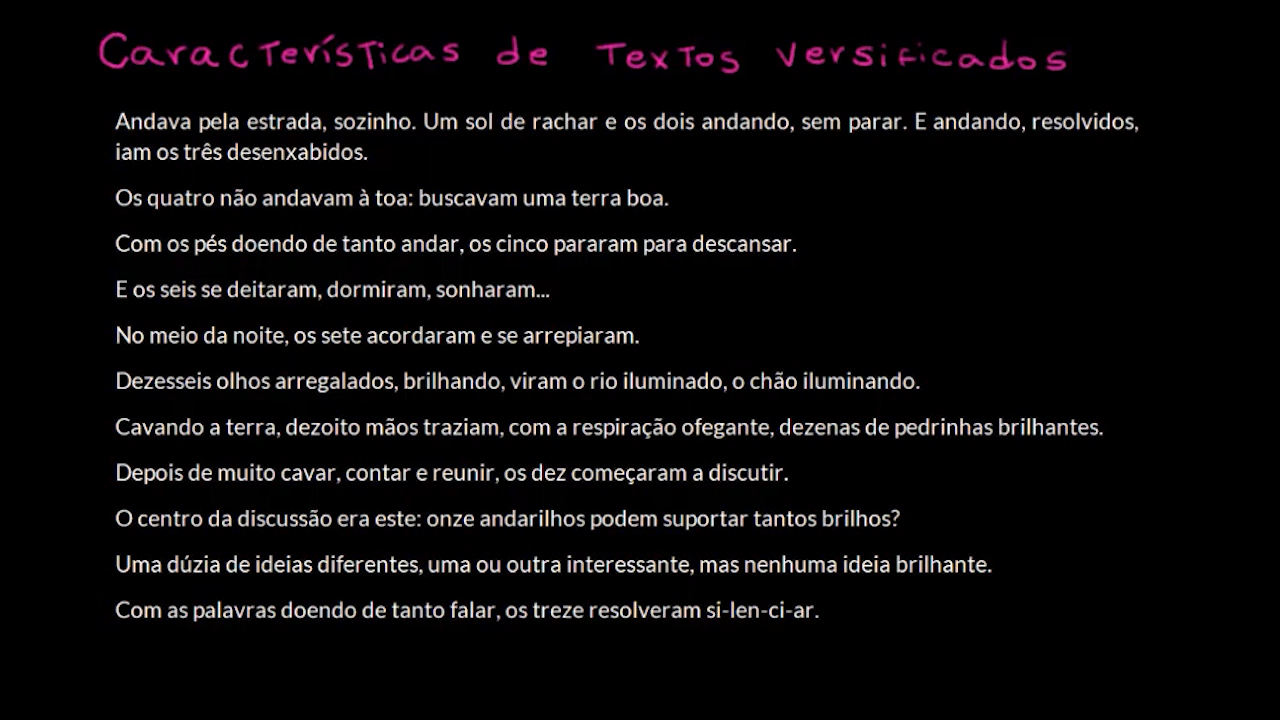 Características de Textos versificados
Andava pela estrada, sozinho. Um sol de rachar e os dois andando, sem parar. E andando, resolvidos,
iam os três desenxabidos.
Os quatro não andavam à toa: buscavam uma terra boa.
Com os pés doendo de tanto andar, os cinco pararam para descansar.
E os seis se deitaram, dormiram, sonharam...
No meio da noite, os sete acordaram e se arrepiaram.
Dezesseis olhos arregalados, brilhando, viram o rio iluminado, o chão iluminando.
Cavando a terra, dezoito mãos traziam, com a respiração ofegante, dezenas de pedrinhas brilhantes.
Depois de muito cavar, contar e reunir, os dez começaram a discutir.
O centro da discussão era este: onze andarilhos podem suportar tantos brilhos?
Uma dúzia de ideias diferentes, uma ou outra interessante, mas nenhuma ideia brilhante.
Com as palavras doendo de tanto falar, os treze resolveram si-len-ci-ar.